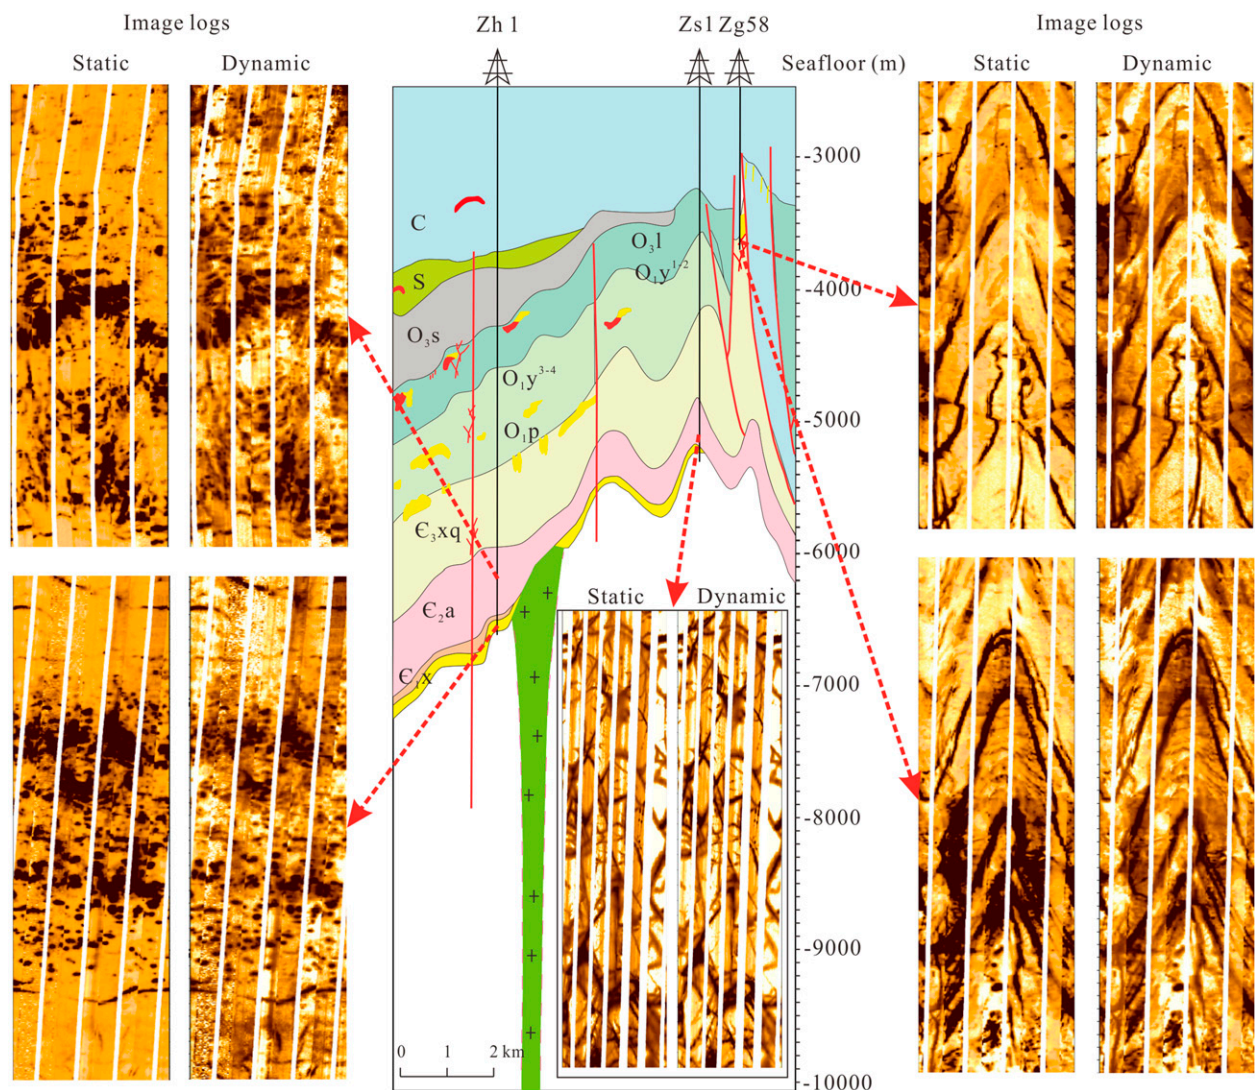 Image logs
Zh 1
Zs1 Zg58
Image logs
Static
Dynamic
Seafloor (m)
Static
Dynamic
-3000
C
O₃l
S
O₁y¹⁻²
-4000
O₃s
O₁y³⁻⁴
O₁p
-5000
Є₃xq
-6000
Є₂a
Static
Dynamic
Є₁x
-7000
-8000
-9000
0 1 2 km
-10000